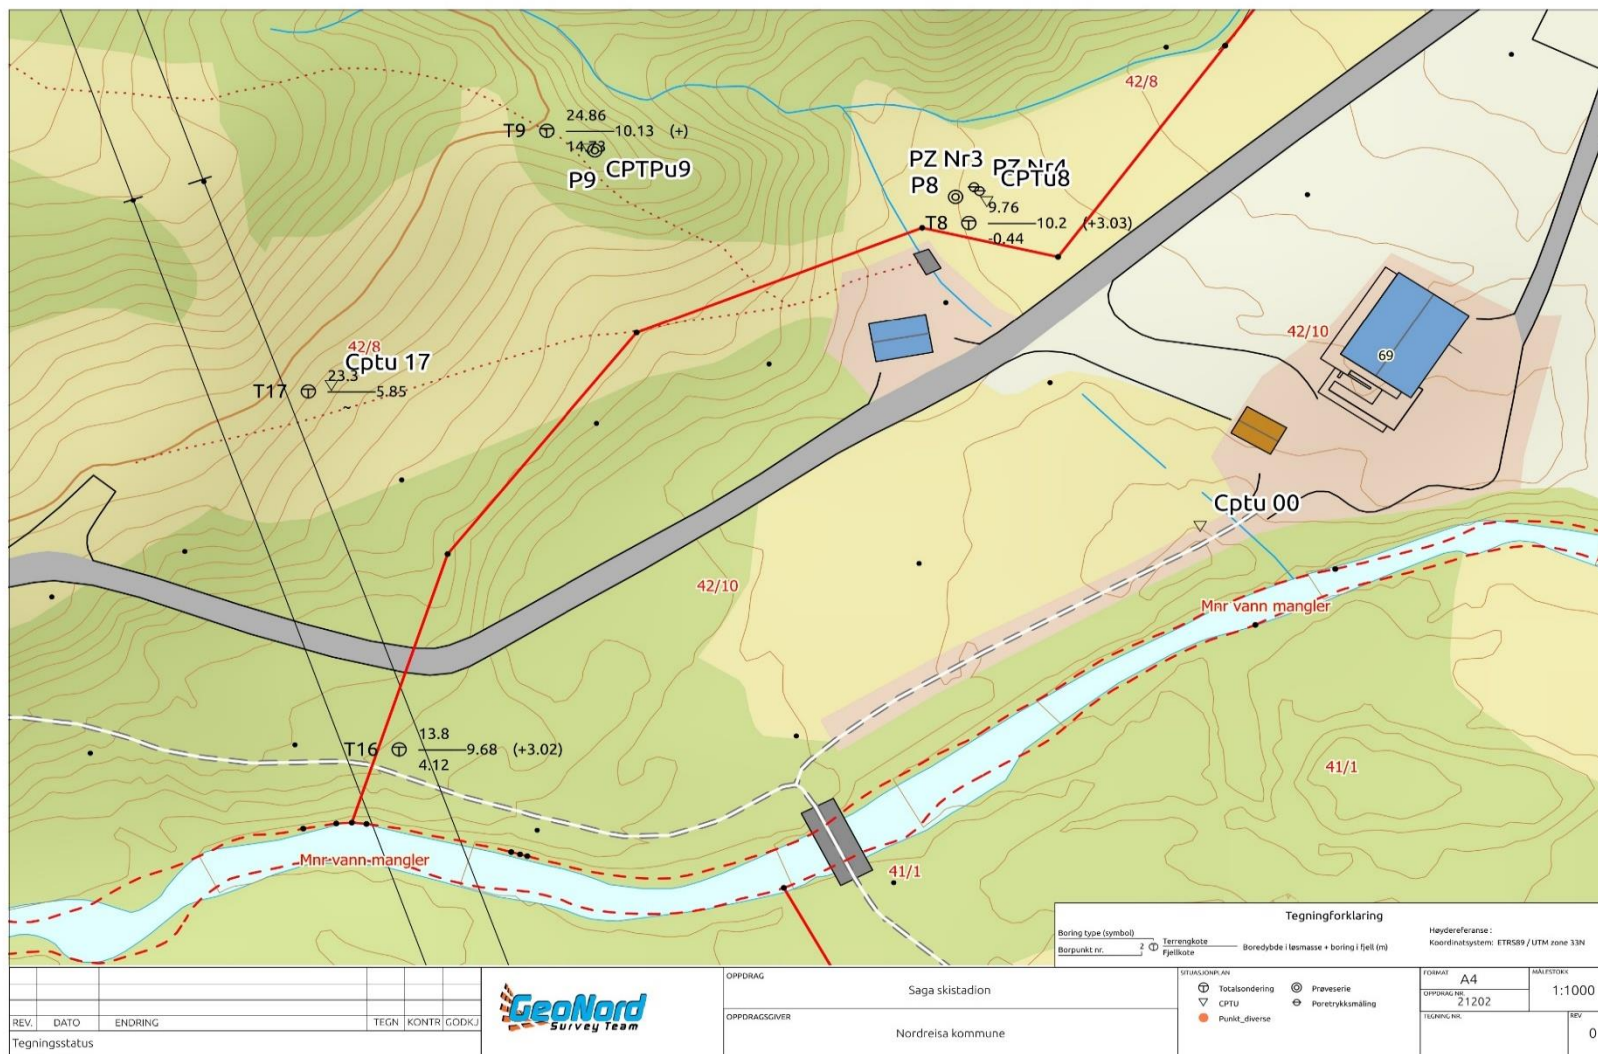 42/8
T9 24.86 10.13 (+)
14.73
P9 CPTPu9
PZ Nr3 PZ Nr4
P8 CPTu8
9.76
T8 10.2 (+3.03)
-0.44
42/10
69
42/8
Cptu 17
23.3
T17 5.85
~
Cptu 00
42/10
Mnr vann mangler
13.8
T16 9.68 (+3.02)
4.12
41/1
Mnr vann mangler
41/1
Tegningforklaring
Boring type (symbol)
Borpunkt nr. 2 Terrengkote
Fjellkote
Boredybde i løsmasse + boring i fjell (m)
Høydereferanse :
Koordinatsystem: ETRS89 / UTM zone 33N
REV. DATO ENDRING TEGN KONTR GODKJ
Tegningsstatus
GeoNord
Survey Team
OPPDRAG
Saga skistadion
OPPDRAGSGIVER
Nordreisa kommune
SITUASJONPLAN
Totalsondering Prøveserie
CPTU Poretrykksmåling
Punkt_diverse
FORMAT
A4
OPPDRAG NR.
21202
TEGNING NR.
MÅLESTOKK
1:1000
REV
0